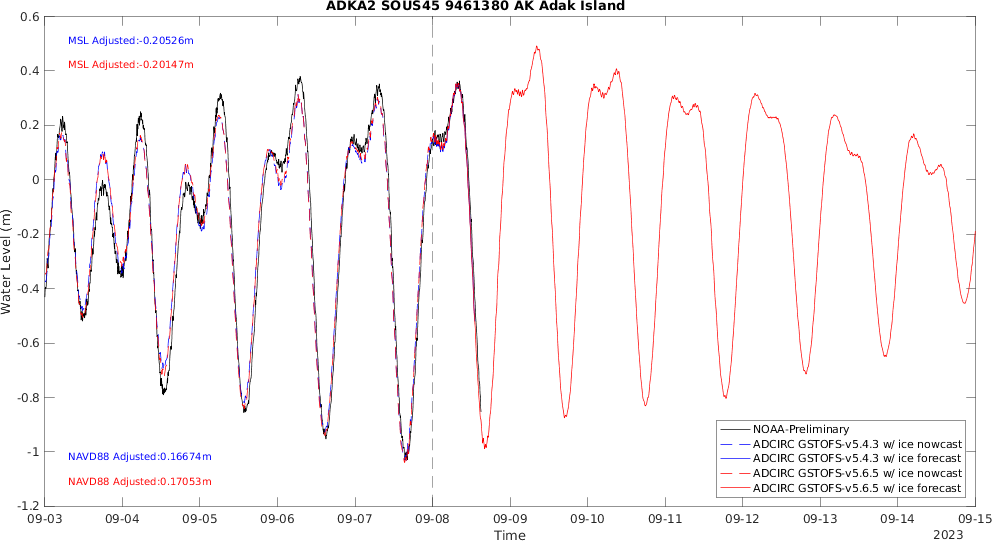 ADKA2 SOUS45 9461380 AK Adak Island
0.6
0.4
0.2
0
-0.2
-0.4
-0.6
-0.8
-1
-1.2
Water Level (m)
MSL Adjusted:-0.20526m
MSL Adjusted:-0.20147m
NAVD88 Adjusted:0.16674m
NAVD88 Adjusted:0.17053m
NOAA-Preliminary
ADCIRC GSTOFS-v5.4.3 w/ ice nowcast
ADCIRC GSTOFS-v5.4.3 w/ ice forecast
ADCIRC GSTOFS-v5.6.5 w/ ice nowcast
ADCIRC GSTOFS-v5.6.5 w/ ice forecast
09-03 09-04 09-05 09-06 09-07 09-08 09-09 09-10 09-11 09-12 09-13 09-14 09-15
Time
2023